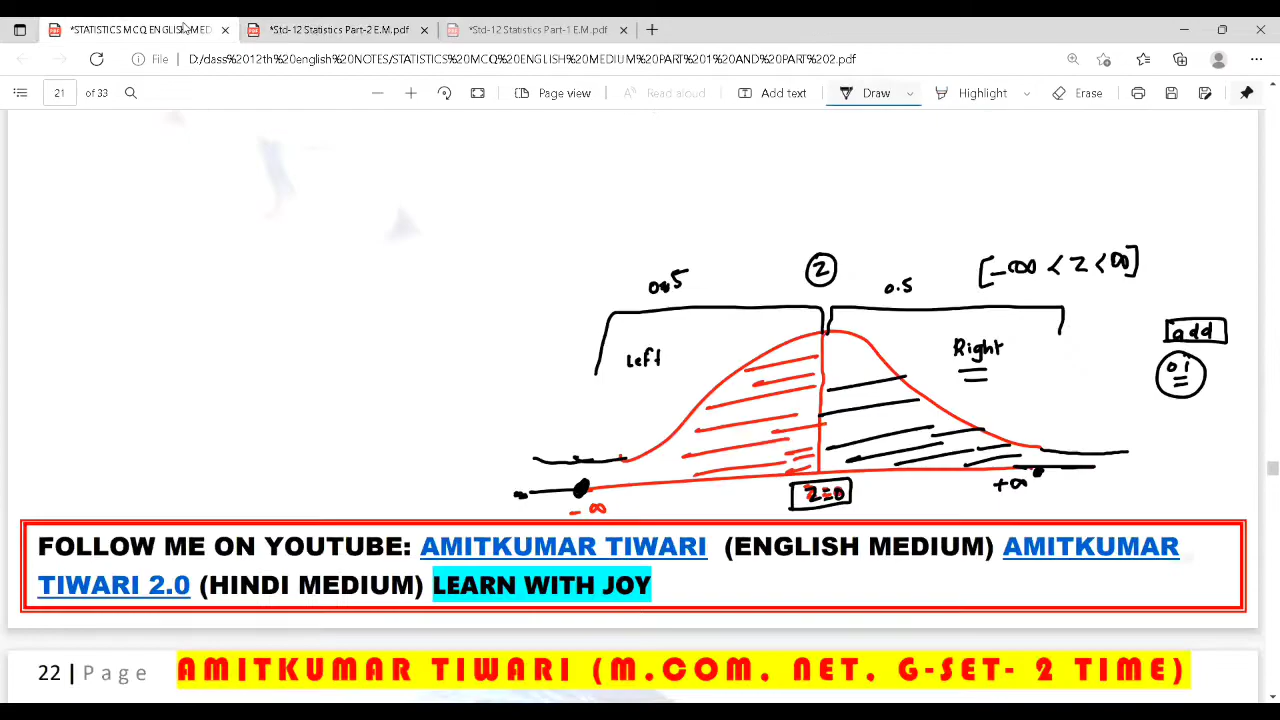 *STATISTICS MCQ ENGLISH MED
*Std-12 Statistics Part-2 E.M.pdf
*Std-12 Statistics Part-1 E.M.pdf
File
D:/class%2012th%20english%20NOTES/STATISTICS%20MCQ%20ENGLISH%20MEDIUM%20PART%201%20AND%20PART%202.pdf
21 of 33
Page view
Read aloud
Add text
Draw
Highlight
Erase
0.5
Z
0.5
[-∞ < Z < ∞]
Left
Right
add
-∞
Z=0
+∞
FOLLOW ME ON YOUTUBE: AMITKUMAR TIWARI (ENGLISH MEDIUM) AMITKUMAR
TIWARI 2.0 (HINDI MEDIUM) LEARN WITH JOY
22 | Page
AMITKUMAR TIWARI (M.COM. NET. G-SET- 2 TIME)